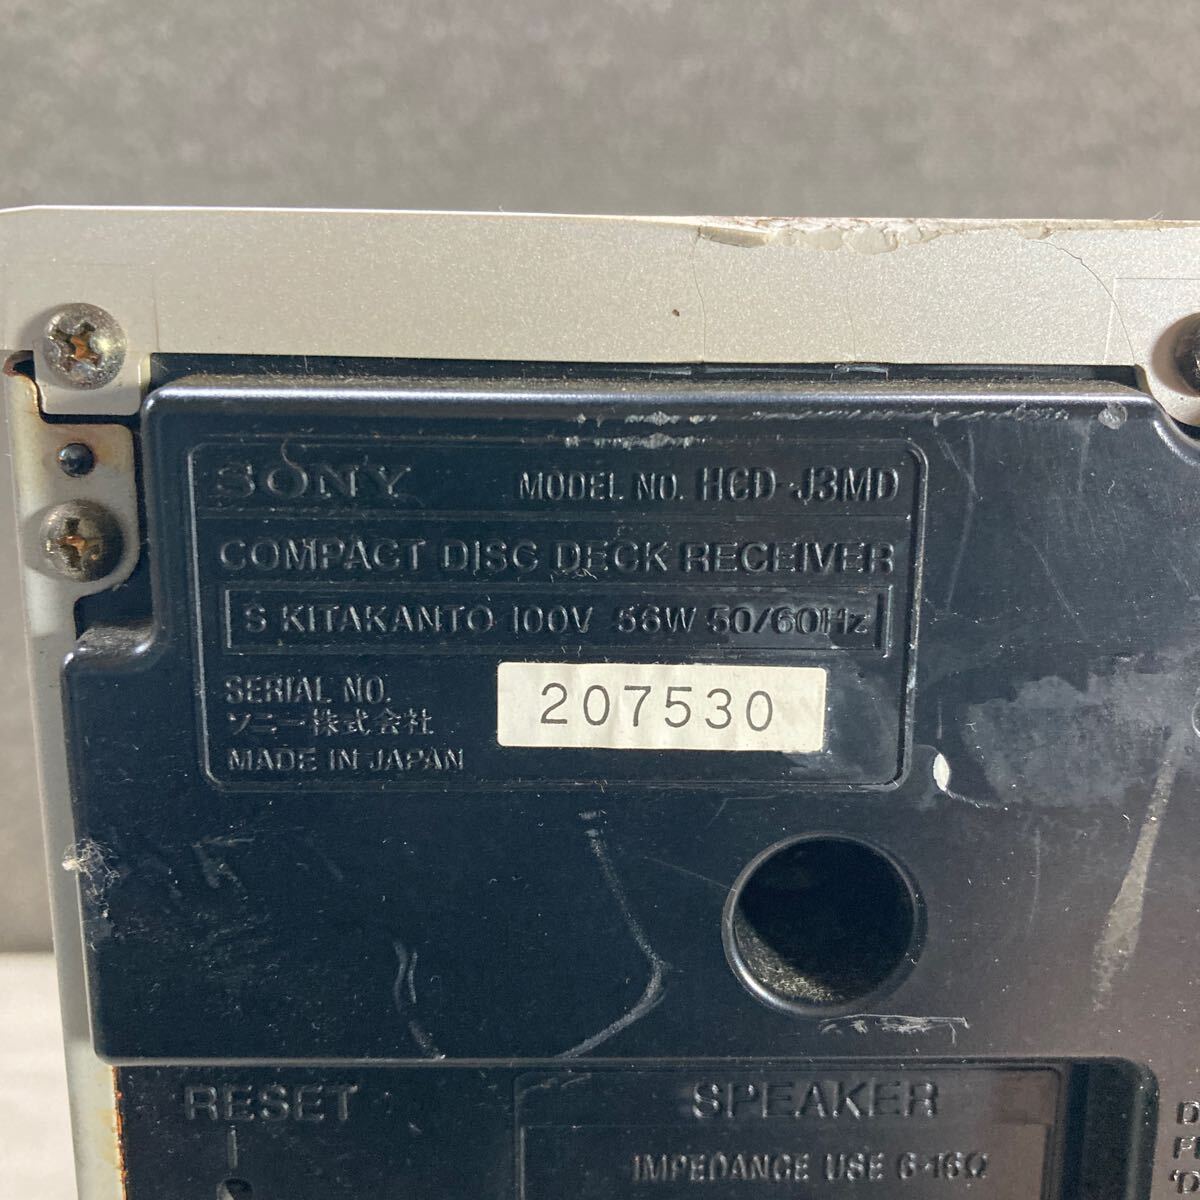 SONY MODEL NO. HCD-J3MD
COMPACT DISC DECK RECEIVER
S KITAKANTO 100V 56W 50/60Hz
SERIAL NO. 207530
ソニー株式会社
MADE IN JAPAN
RESET
SPEAKER
IMPEDANCE USE 6-16Ω